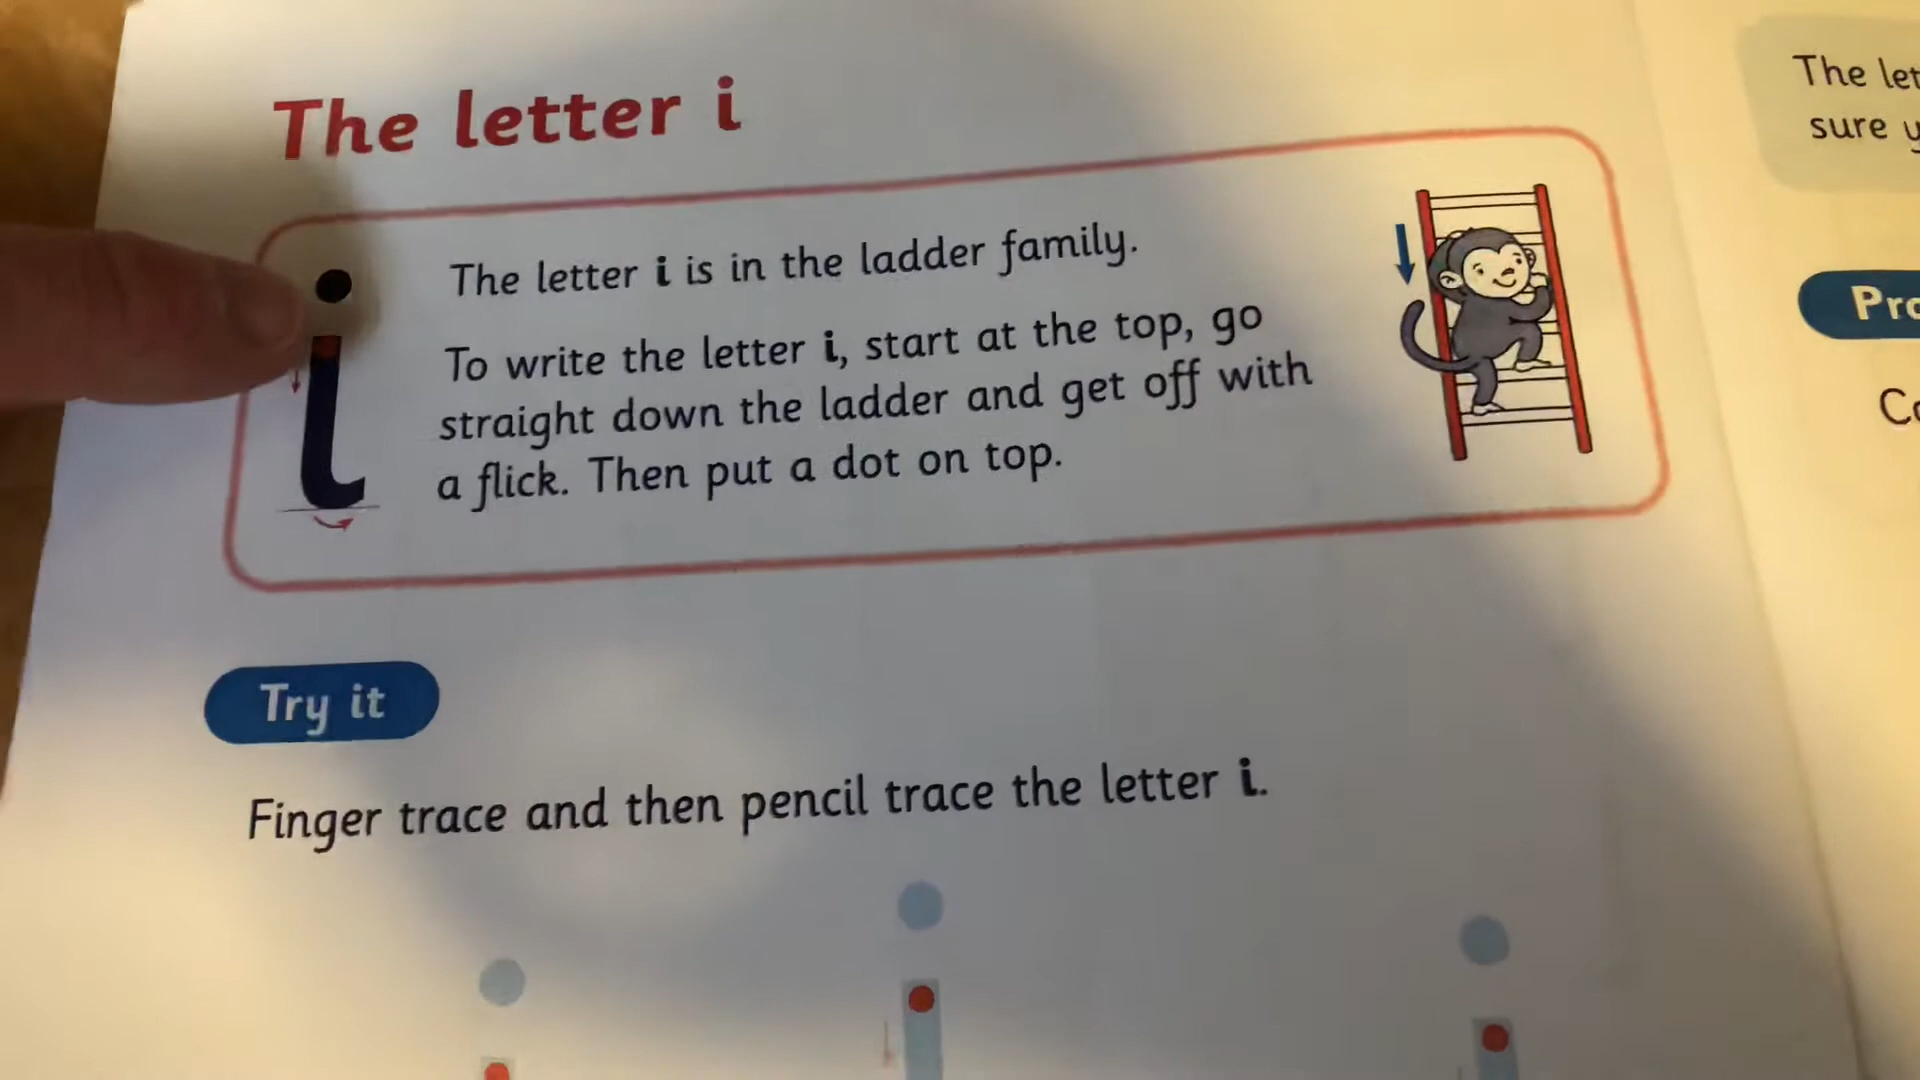 The letter i
The letter i is in the ladder family.
To write the letter i, start at the top, go
straight down the ladder and get off with
a flick. Then put a dot on top.
i
Try it
Finger trace and then pencil trace the letter i.
The
sure